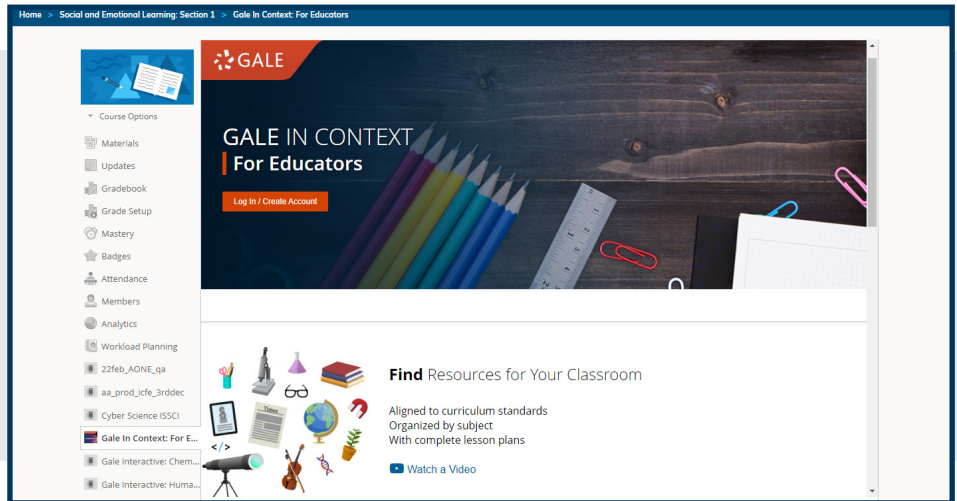 Home > Social and Emotional Learning: Section 1 > Gale In Context: For Educators
GALE
GALE IN CONTEXT
For Educators
Log In / Create Account
Course Options
Materials
Updates
Gradebook
Grade Setup
Mastery
Badges
Attendance
Members
Analytics
Workload Planning
22feb_AONE_qa
aa_prod_icfe_3rddec
Cyber Science ISSCI
Gale In Context: For E...
Gale Interactive: Chem...
Gale Interactive: Huma...
Find Resources for Your Classroom
Aligned to curriculum standards
Organized by subject
With complete lesson plans
Watch a Video
</>